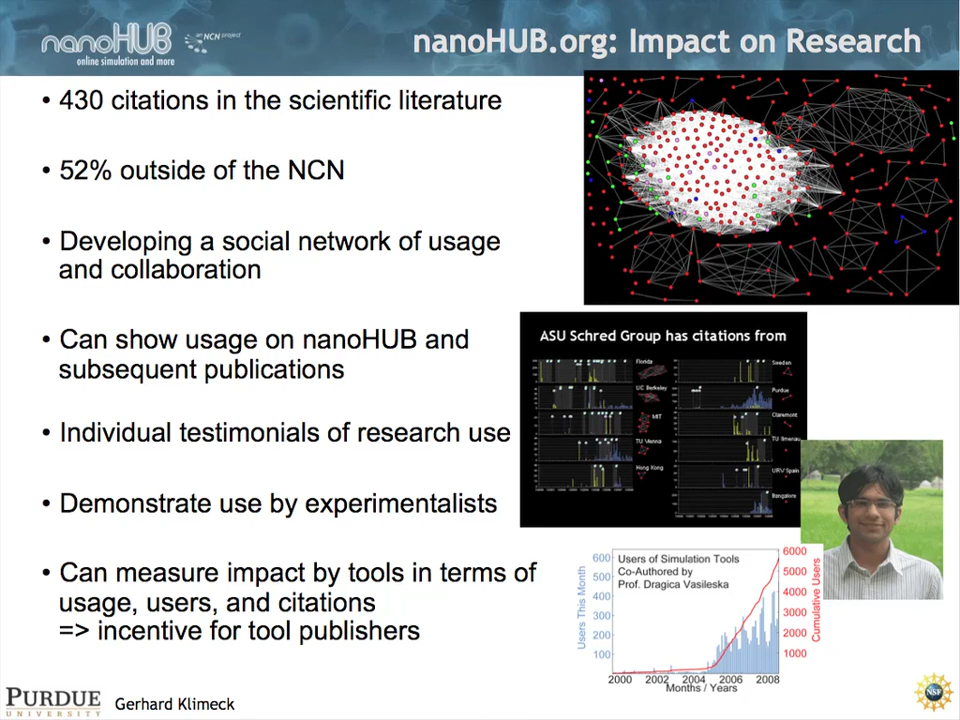 nanoHUB
an NCN project
online simulation and more
nanoHUB.org: Impact on Research
• 430 citations in the scientific literature
• 52% outside of the NCN
• Developing a social network of usage
and collaboration
• Can show usage on nanoHUB and
subsequent publications
• Individual testimonials of research use
• Demonstrate use by experimentalists
• Can measure impact by tools in terms of
usage, users, and citations
=> incentive for tool publishers
ASU Schred Group has citations from
Florida
UC Berkeley
MIT
TU Vienna
Hong Kong
Sweden
Purdue
Claremont
TU Ilmenau
URV Spain
Bangalore
Users of Simulation Tools
Co-Authored by
Prof. Dragica Vasileska
Users This Month
600
500
400
300
200
100
6000
5000
4000
3000
2000
1000
Cumulative Users
2000 2002 2004 2006 2008
Months / Years
PURDUE
UNIVERSITY
Gerhard Klimeck
NSF